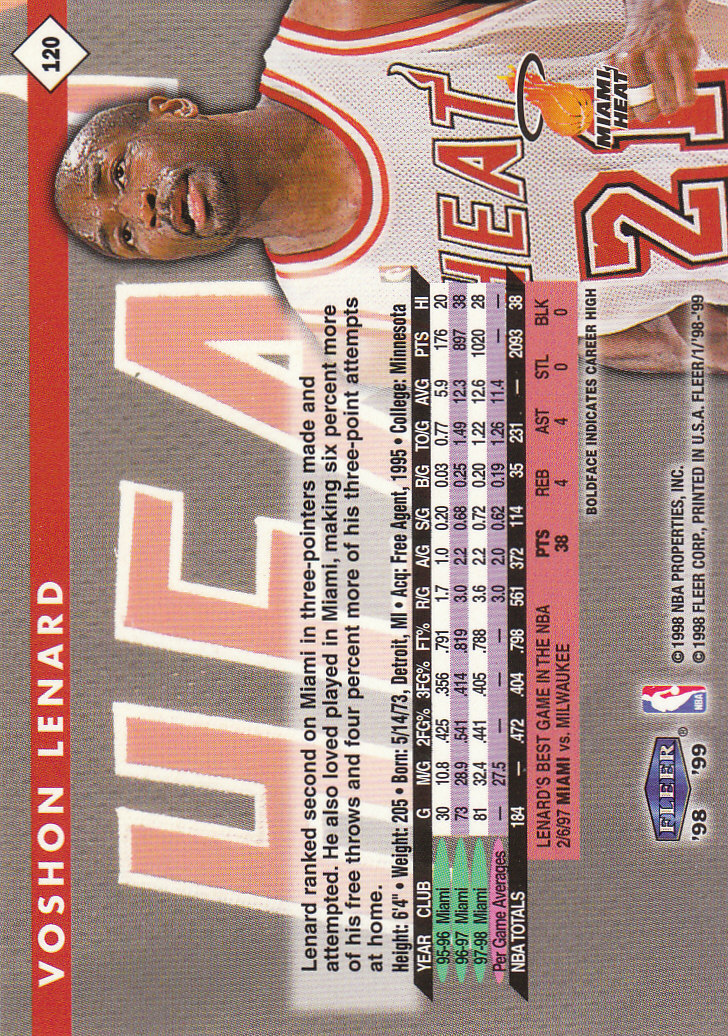 VOSHON LENARD
120
HEAT
HEAT
21
MIAMI
HEAT
Lenard ranked second on Miami in three-pointers made and
attempted. He also loved played in Miami, making six percent more
of his free throws and four percent more of his three-point attempts
at home.
Height: 6'4" • Weight: 205 • Born: 5/14/73, Detroit, MI • Acq: Free Agent, 1995 • College: Minnesota
YEAR CLUB G M/G 2FG% 3FG% FT% R/G A/G S/G B/G TO/G AVG PTS HI
95-96 Miami 30 10.8 .425 .356 .791 1.7 1.0 0.20 0.03 0.77 5.9 176 20
96-97 Miami 73 28.9 .541 .414 .819 3.0 2.2 0.68 0.25 1.49 12.3 897 38
97-98 Miami 81 32.4 .441 .405 .788 3.6 2.2 0.72 0.20 1.22 12.6 1020 28
Per Game Averages — 27.5 — — — 3.0 2.0 0.62 0.19 1.26 11.4 — —
NBA TOTALS 184 — .472 .404 .798 561 372 114 35 231 — 2093 38
LENARD'S BEST GAME IN THE NBA PTS REB AST STL BLK
2/6/97 MIAMI vs. MILWAUKEE 38 4 4 0 0
BOLDFACE INDICATES CAREER HIGH
FLEER®
'98 '99
NBA
© 1998 NBA PROPERTIES, INC.
© 1998 FLEER CORP., PRINTED IN U.S.A. FLEER/1/'98-'99